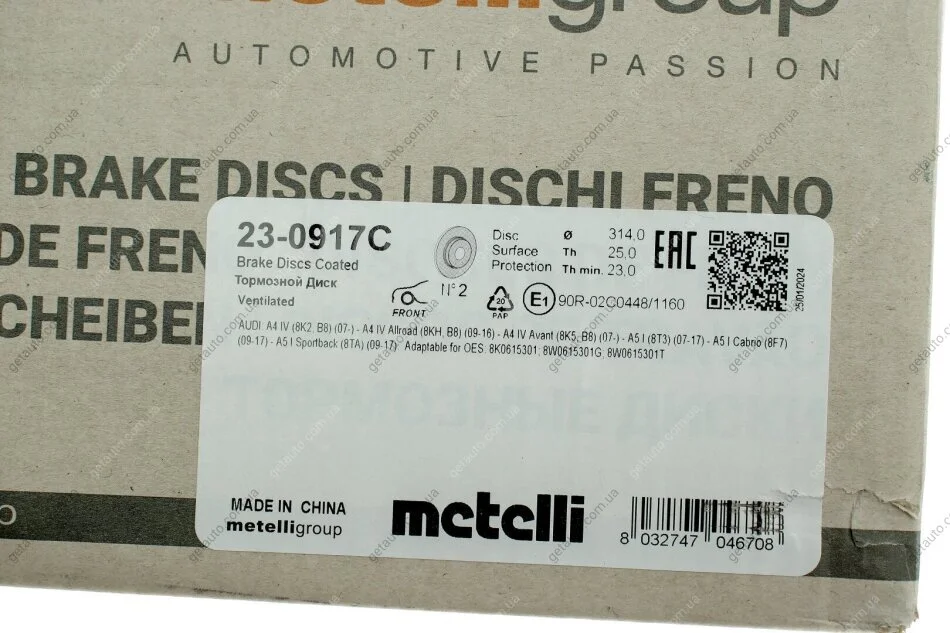 metelligroup
AUTOMOTIVE PASSION
BRAKE DISCS | DISCHI FRENO
DE FREN
CHEIBEN
23-0917C
Brake Discs Coated
Тормозной Диск
Ventilated
FRONT
N°2
20
PAP
Disc
Surface
Protection
Ø 314,0
Th 25.0
Th min. 23.0
EAC
E1 90R-02C0448/1160
25/01/2024
AUDI: A4 IV (8K2, B8) (07-) - A4 IV Allroad (8KH, B8) (09-16) - A4 IV Avant (8K5, B8) (07-) - A5 I (8T3) (07-17) - A5 I Cabrio (8F7)
(09-17) - A5 I Sportback (8TA) (09-17) Adaptable for OES: 8K0615301; 8W0615301G; 8W0615301T
ТОРМОЗНЫЕ ДИСКИ
MADE IN CHINA
metelligroup
metelli
8 032747 046708
getauto.com.ua